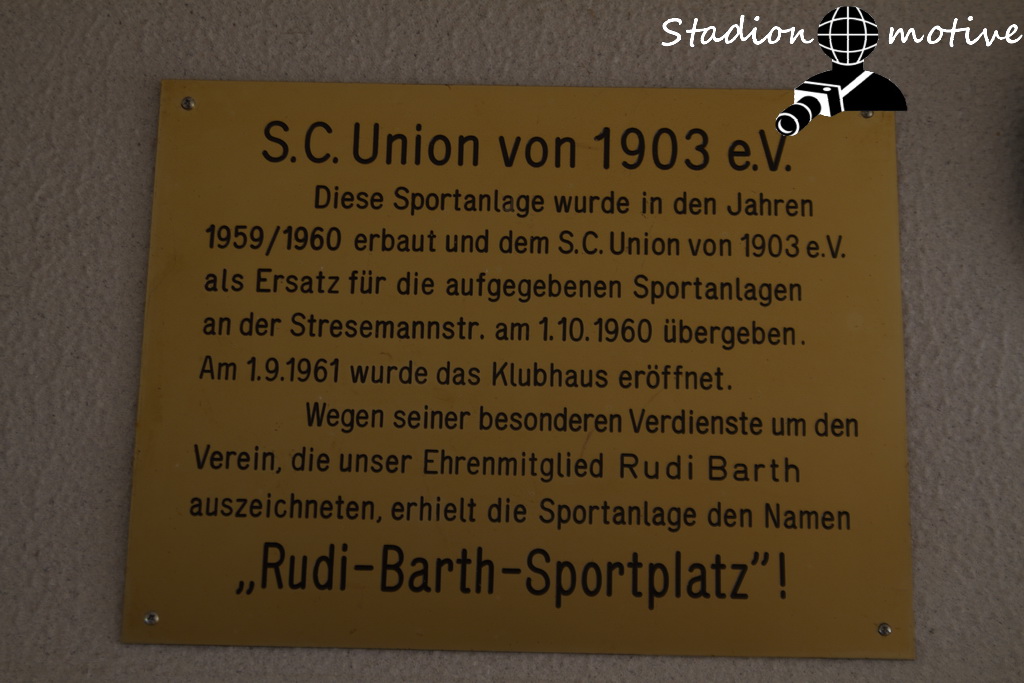 Stadion motive
S.C. Union von 1903 e.V.
Diese Sportanlage wurde in den Jahren
1959/1960 erbaut und dem S.C. Union von 1903 e.V.
als Ersatz für die aufgegebenen Sportanlagen
an der Stresemannstr. am 1.10.1960 übergeben.
Am 1.9.1961 wurde das Klubhaus eröffnet.
Wegen seiner besonderen Verdienste um den
Verein, die unser Ehrenmitglied Rudi Barth
auszeichneten, erhielt die Sportanlage den Namen
„Rudi-Barth-Sportplatz”!